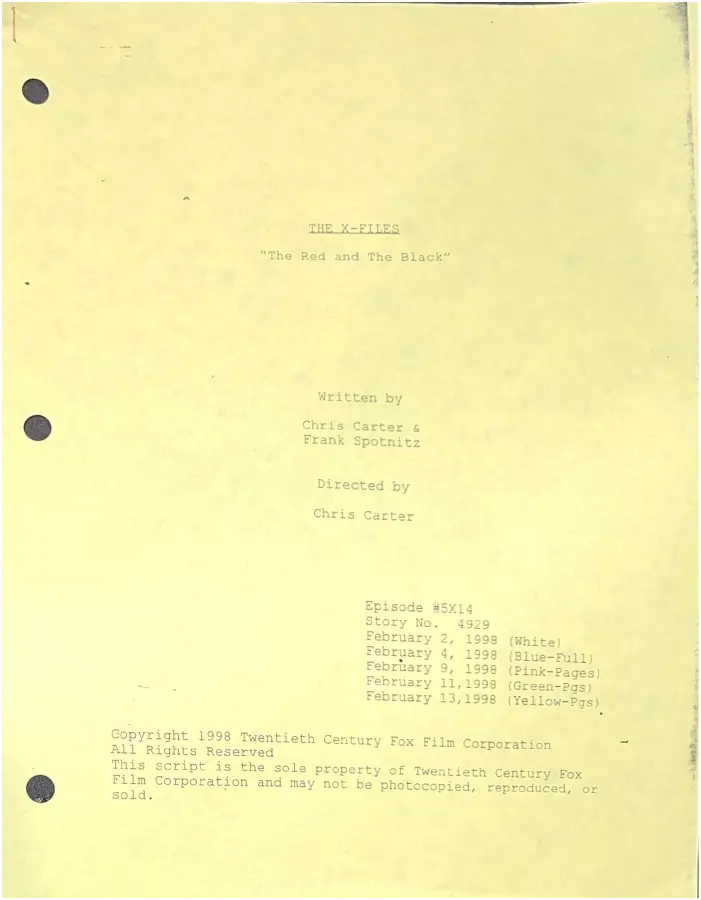 THE X-FILES
"The Red and The Black"
Written by
Chris Carter &
Frank Spotnitz
Directed by
Chris Carter
Episode #5X14
Story No. 4929
February 2, 1998 (White)
February 4, 1998 (Blue-Full)
February 9, 1998 (Pink-Pages)
February 11,1998 (Green-Pgs)
February 13,1998 (Yellow-Pgs)
Copyright 1998 Twentieth Century Fox Film Corporation
All Rights Reserved
This script is the sole property of Twentieth Century Fox
Film Corporation and may not be photocopied, reproduced, or
sold.